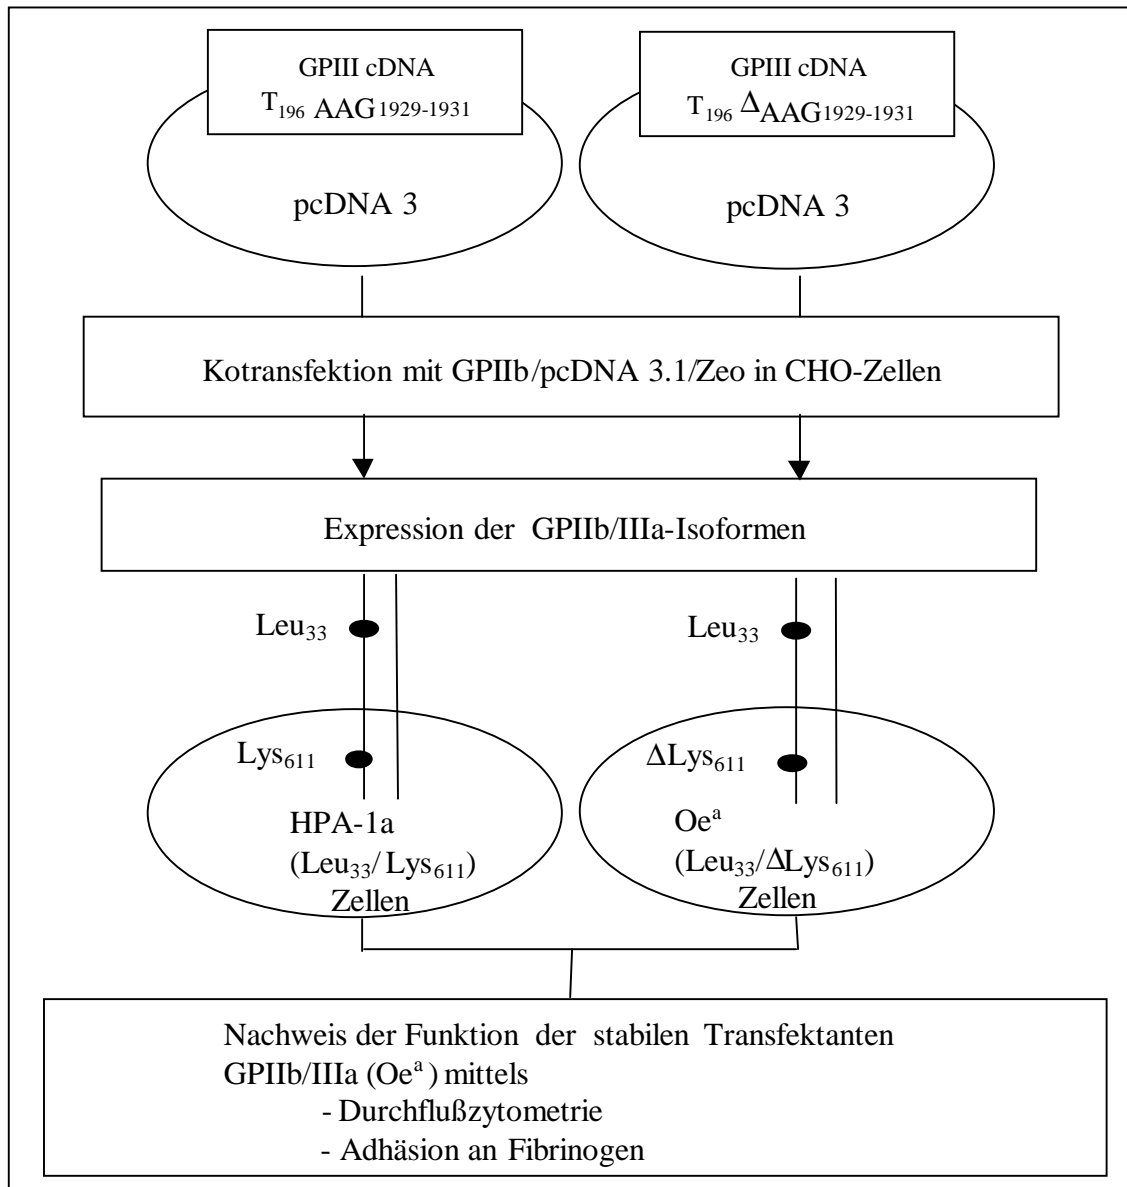 GPIII cDNA
T₁₉₆ AAG1929-1931
pcDNA 3
GPIII cDNA
T₁₉₆ ΔAAG1929-1931
pcDNA 3
Kotransfektion mit GPIIb/pcDNA 3.1/Zeo in CHO-Zellen
Expression der GPIIb/IIIa-Isoformen
Leu₃₃
Lys₆₁₁
HPA-1a
(Leu₃₃/ Lys₆₁₁)
Zellen
Leu₃₃
ΔLys₆₁₁
Oeᵃ
(Leu₃₃/ΔLys₆₁₁)
Zellen
Nachweis der Funktion der stabilen Transfektanten
GPIIb/IIIa (Oeᵃ) mittels
- Durchflußzytometrie
- Adhäsion an Fibrinogen